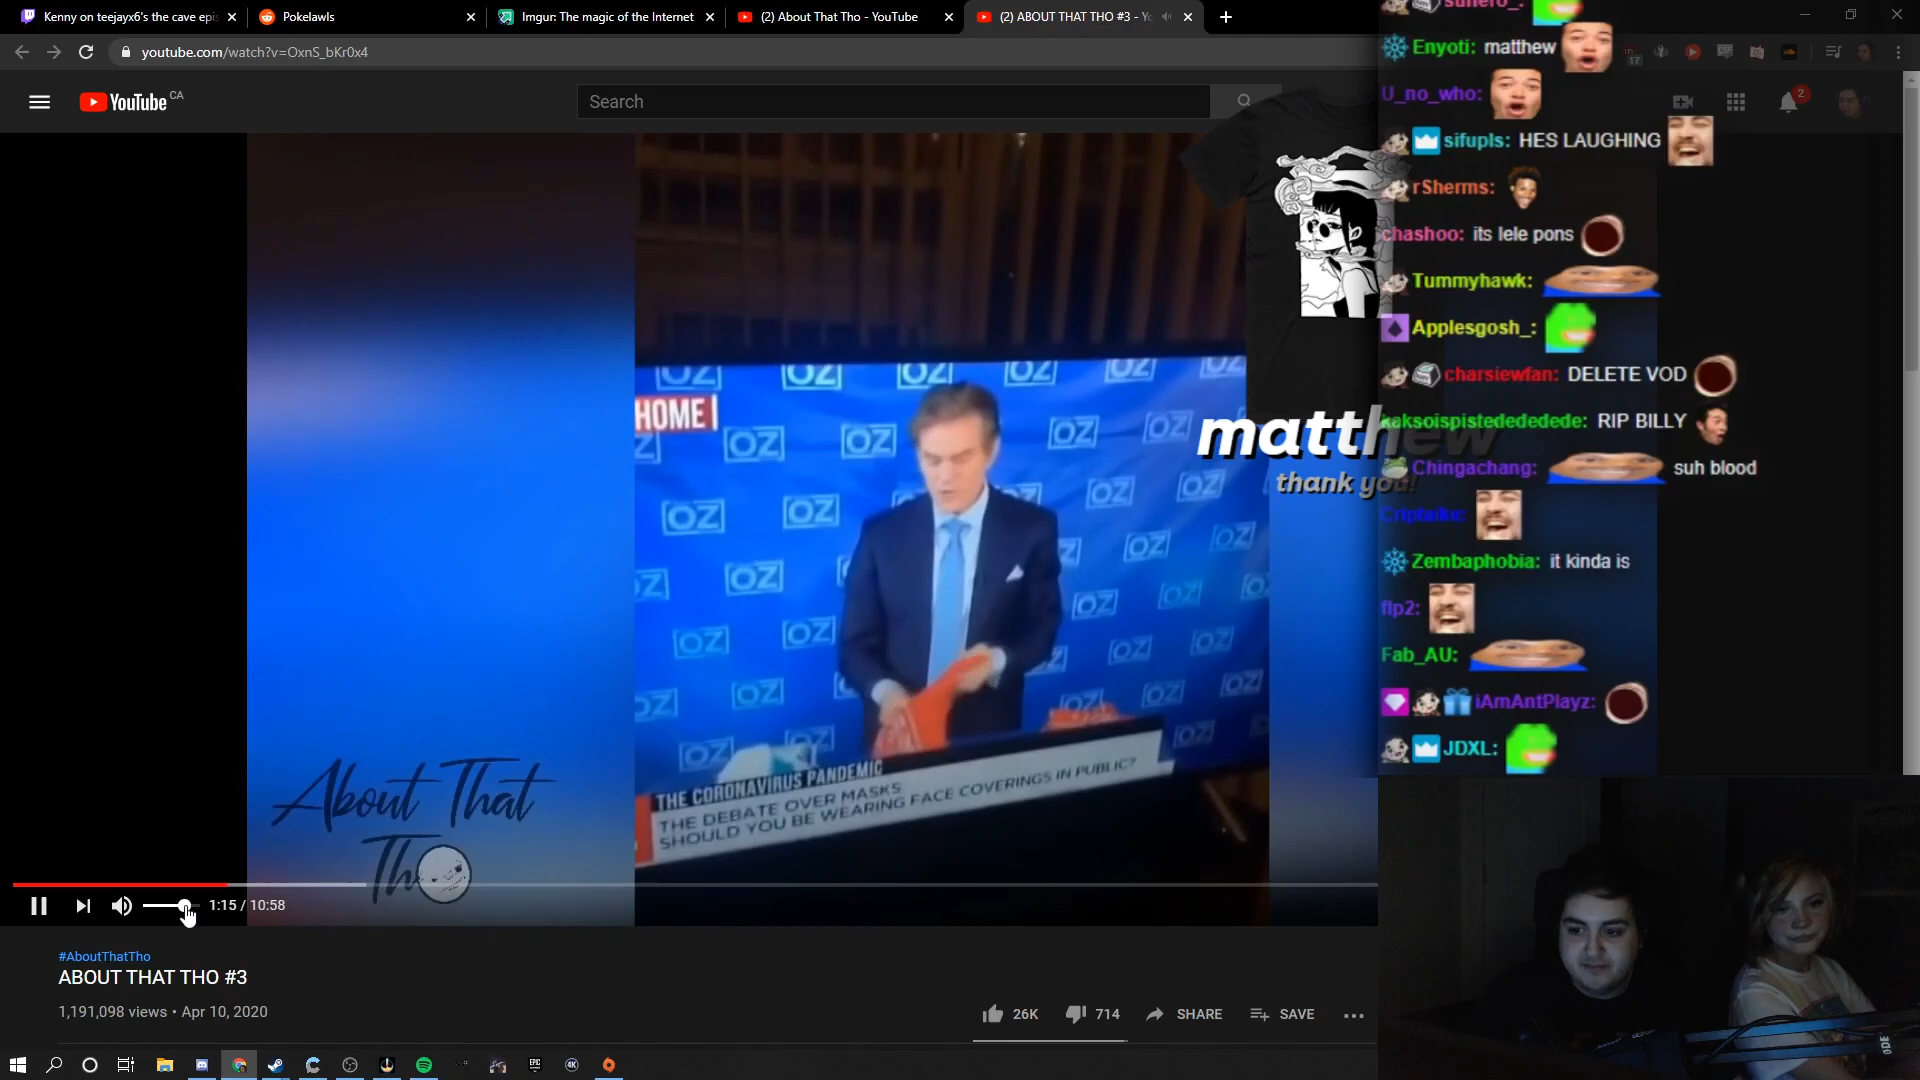 Kenny on teejayx6's the cave epis
Pokelawls
Imgur: The magic of the Internet
(2) About That Tho - YouTube
(2) ABOUT THAT THO #3 - Yo
youtube.com/watch?v=OxnS_bKr0x4
17
YouTube CA
Search
2
Enyoti: matthew
U_no_who:
sifupls: HES LAUGHING
rSherms:
chashoo: its lele pons
Tummyhawk:
Applesgosh_:
charsiewfan: DELETE VOD
kaksoispistedededede: RIP BILLY
Chingachang: suh blood
Criptaike:
Zembaphobia: it kinda is
flp2:
Fab_AU:
iAmAntPlayz:
JDXL:
matthew
thank you!
HOME
OZ
THE CORONAVIRUS PANDEMIC
THE DEBATE OVER MASKS
SHOULD YOU BE WEARING FACE COVERINGS IN PUBLIC?
About That
Tho
1:15 / 10:58
#AboutThatTho
ABOUT THAT THO #3
1,191,098 views • Apr 10, 2020
26K
714
SHARE
SAVE
EPIC
4K